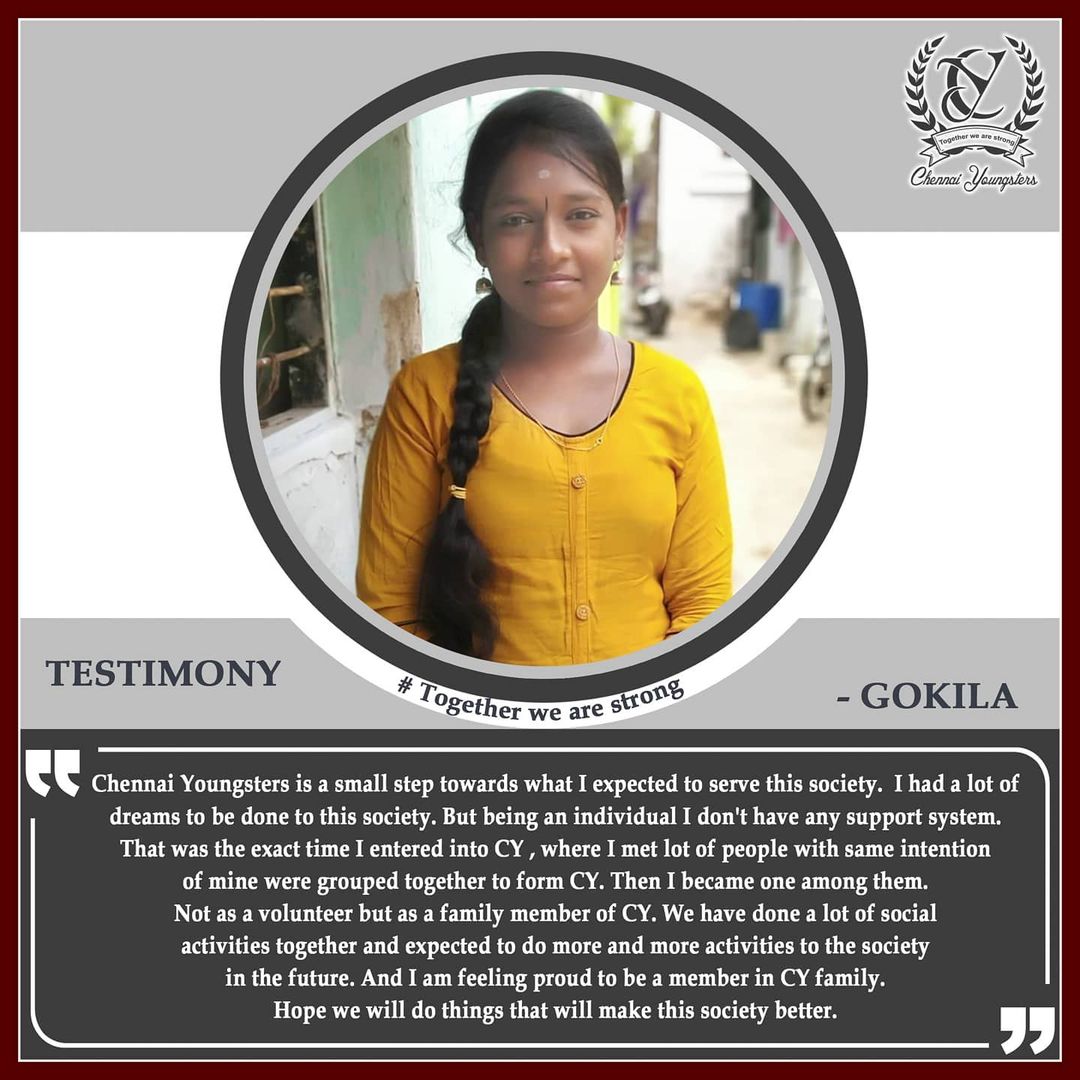 CY
Together we are strong
Chennai Youngsters
TESTIMONY
# Together we are strong
- GOKILA
Chennai Youngsters is a small step towards what I expected to serve this society. I had a lot of
dreams to be done to this society. But being an individual I don't have any support system.
That was the exact time I entered into CY , where I met lot of people with same intention
of mine were grouped together to form CY. Then I became one among them.
Not as a volunteer but as a family member of CY. We have done a lot of social
activities together and expected to do more and more activities to the society
in the future. And I am feeling proud to be a member in CY family.
Hope we will do things that will make this society better.